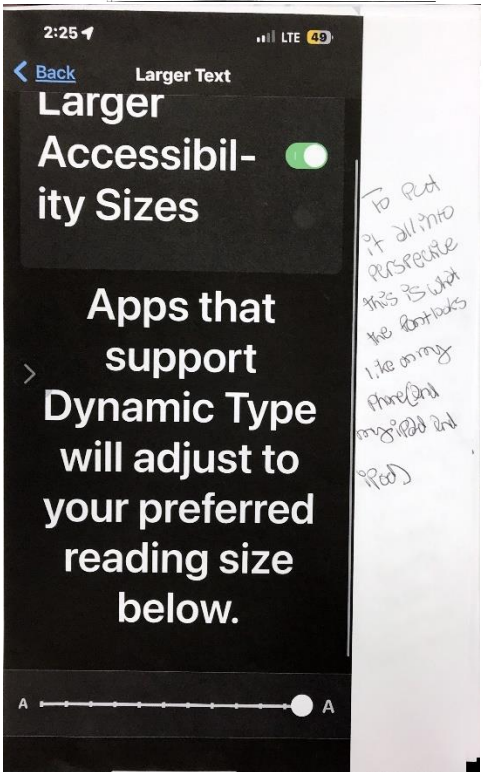 2:25 LTE 49
Back Larger Text
Larger
Accessibil-
ity Sizes
Apps that
support
Dynamic Type
will adjust to
your preferred
reading size
below.
A A
To put
it all into
perspective
this is what
the font looks
like on my
Phone(and
my iPad and
iPod)